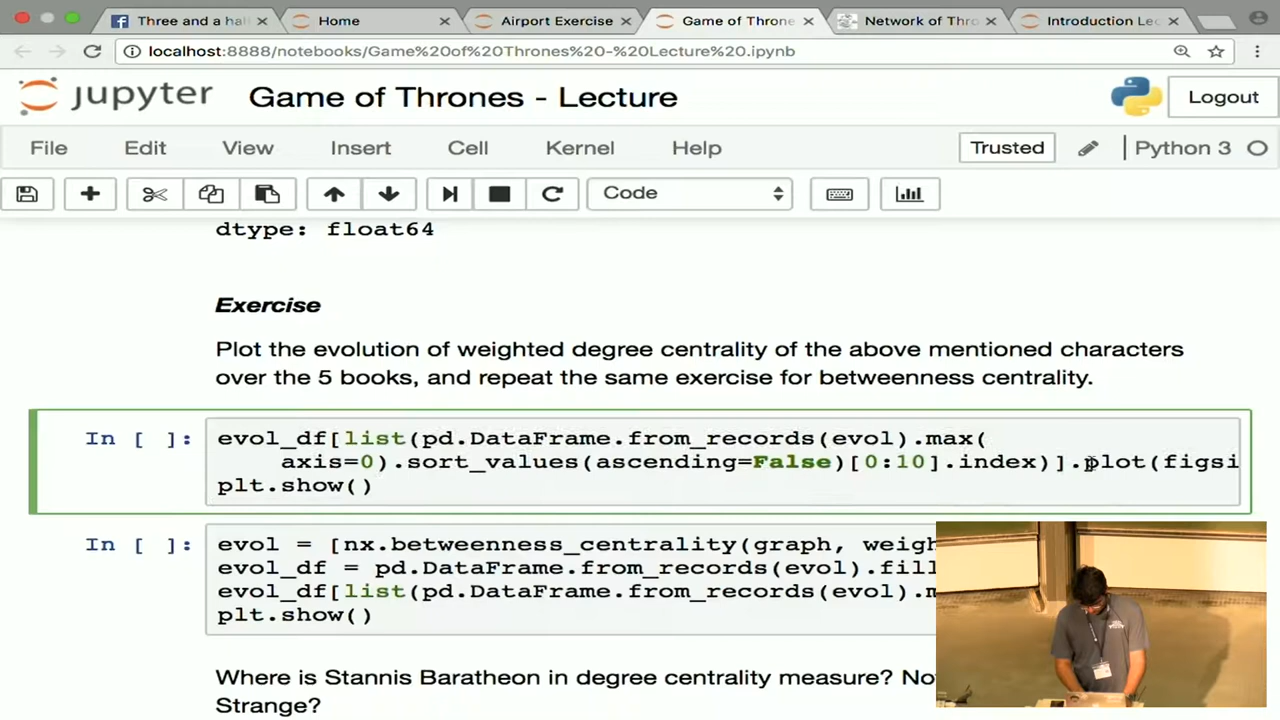 Three and a hal
Home
Airport Exercise
Game of Throne
Network of Thro
Introduction Lec
localhost:8888/notebooks/Game%20of%20Thrones%20-%20Lecture%20.ipynb
jupyter Game of Thrones - Lecture Logout
File Edit View Insert Cell Kernel Help Trusted Python 3
Code
dtype: float64
Exercise
Plot the evolution of weighted degree centrality of the above mentioned characters
over the 5 books, and repeat the same exercise for betweenness centrality.
In [ ]: evol_df[list(pd.DataFrame.from_records(evol).max(
axis=0).sort_values(ascending=False)[0:10].index)].plot(figsi
plt.show()
In [ ]: evol = [nx.betweenness_centrality(graph, weigh
evol_df = pd.DataFrame.from_records(evol).fill
evol_df[list(pd.DataFrame.from_records(evol).m
plt.show()
Where is Stannis Baratheon in degree centrality measure? No
Strange?